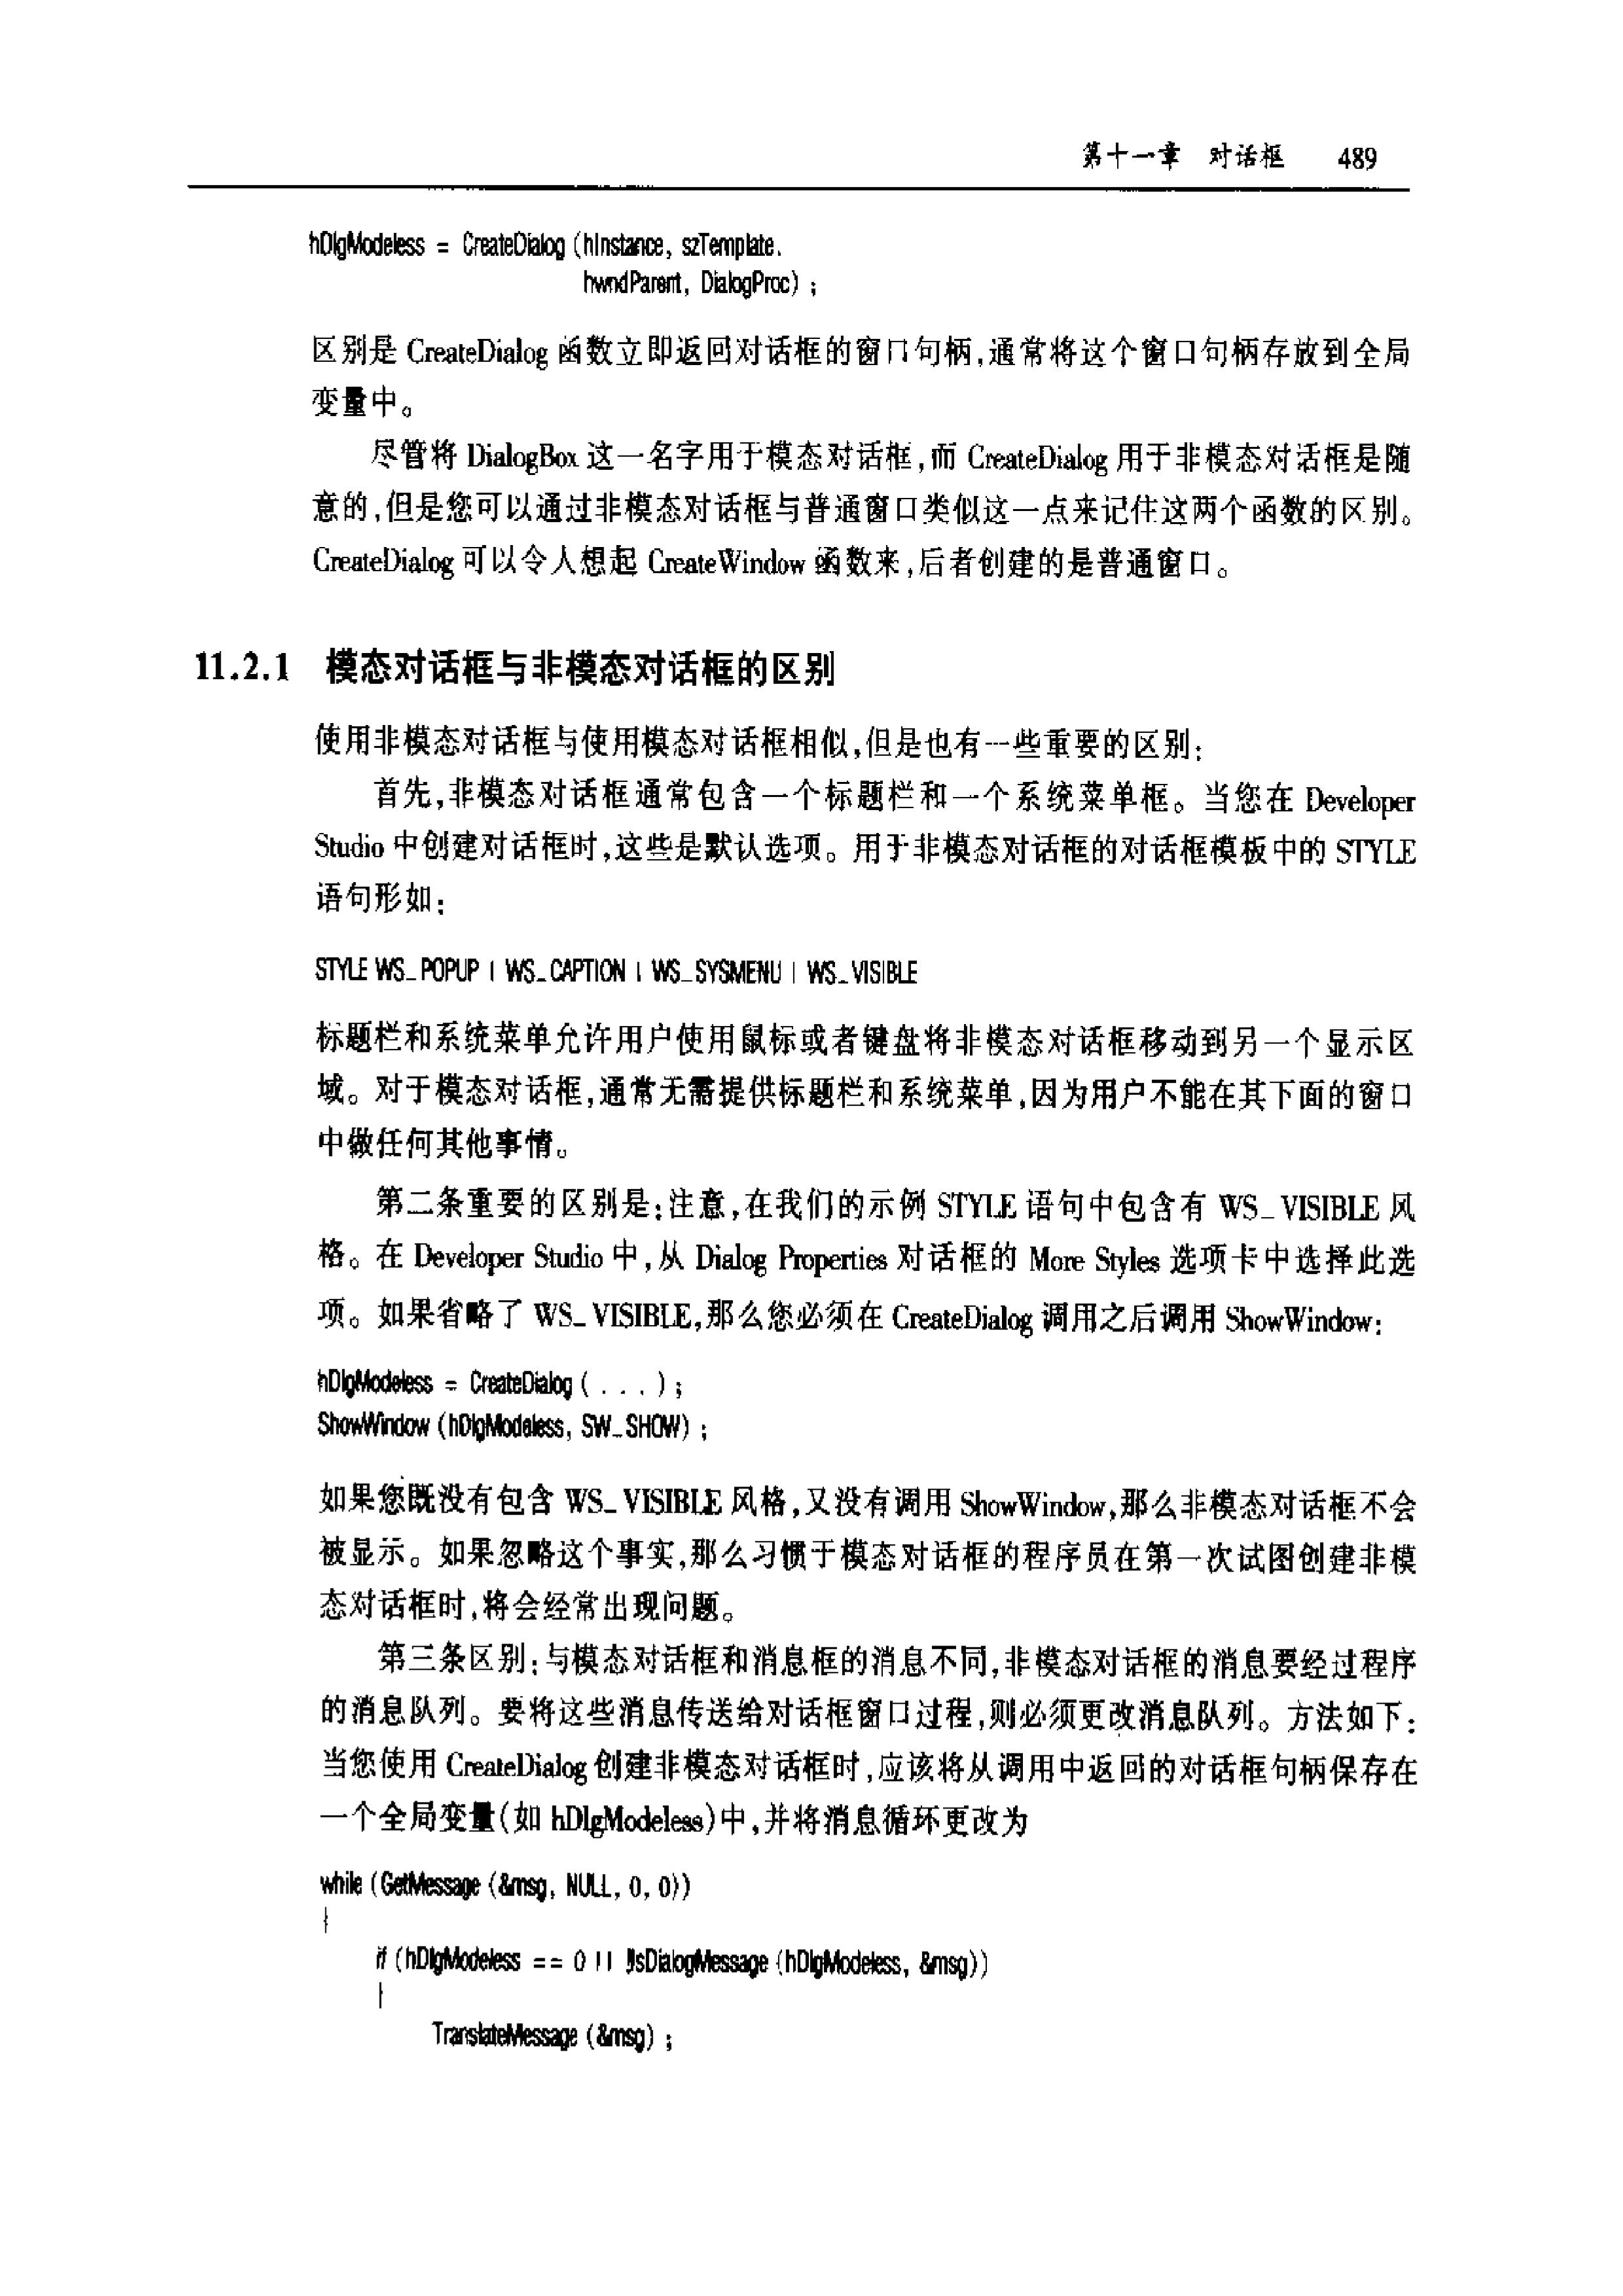 第十一章 对话框 489
hDlgModeless = CreateDialog (hInstance, szTemplate,
hwndParent, DialogProc) ;
区别是 CreateDialog 函数立即返回对话框的窗口句柄,通常将这个窗口句柄存放到全局
变量中。
尽管将 DialogBox 这一名字用于模态对话框,而 CreateDialog 用于非模态对话框是随
意的,但是您可以通过非模态对话框与普通窗口类似这一点来记住这两个函数的区别。
CreateDialog 可以令人想起 CreateWindow 函数来,后者创建的是普通窗口。
11.2.1 模态对话框与非模态对话框的区别
使用非模态对话框与使用模态对话框相似,但是也有一些重要的区别:
首先,非模态对话框通常包含一个标题栏和一个系统菜单框。当您在 Developer
Studio 中创建对话框时,这些是默认选项。用于非模态对话框的对话框模板中的 STYLE
语句形如:
STYLE WS_POPUP | WS_CAPTION | WS_SYSMENU | WS_VISIBLE
标题栏和系统菜单允许用户使用鼠标或者键盘将非模态对话框移动到另一个显示区
域。对于模态对话框,通常无需提供标题栏和系统菜单,因为用户不能在其下面的窗口
中做任何其他事情。
第二条重要的区别是:注意,在我们的示例 STYLE 语句中包含有 WS_VISIBLE 风
格。在 Developer Studio 中,从 Dialog Properties 对话框的 More Styles 选项卡中选择此选
项。如果省略了 WS_VISIBLE,那么您必须在 CreateDialog 调用之后调用 ShowWindow:
hDlgModeless = CreateDialog ( . . . ) ;
ShowWindow (hDlgModeless, SW_SHOW) ;
如果您既没有包含 WS_VISIBLE 风格,又没有调用 ShowWindow,那么非模态对话框不会
被显示。如果忽略这个事实,那么习惯于模态对话框的程序员在第一次试图创建非模
态对话框时,将会经常出现问题。
第三条区别:与模态对话框和消息框的消息不同,非模态对话框的消息要经过程序
的消息队列。要将这些消息传送给对话框窗口过程,则必须更改消息队列。方法如下:
当您使用 CreateDialog 创建非模态对话框时,应该将从调用中返回的对话框句柄保存在
一个全局变量(如 hDlgModeless)中,并将消息循环更改为
while (GetMessage (&msg, NULL, 0, 0))
{
if (hDlgModeless == 0 || !IsDialogMessage (hDlgModeless, &msg))
{
TranslateMessage (&msg) ;